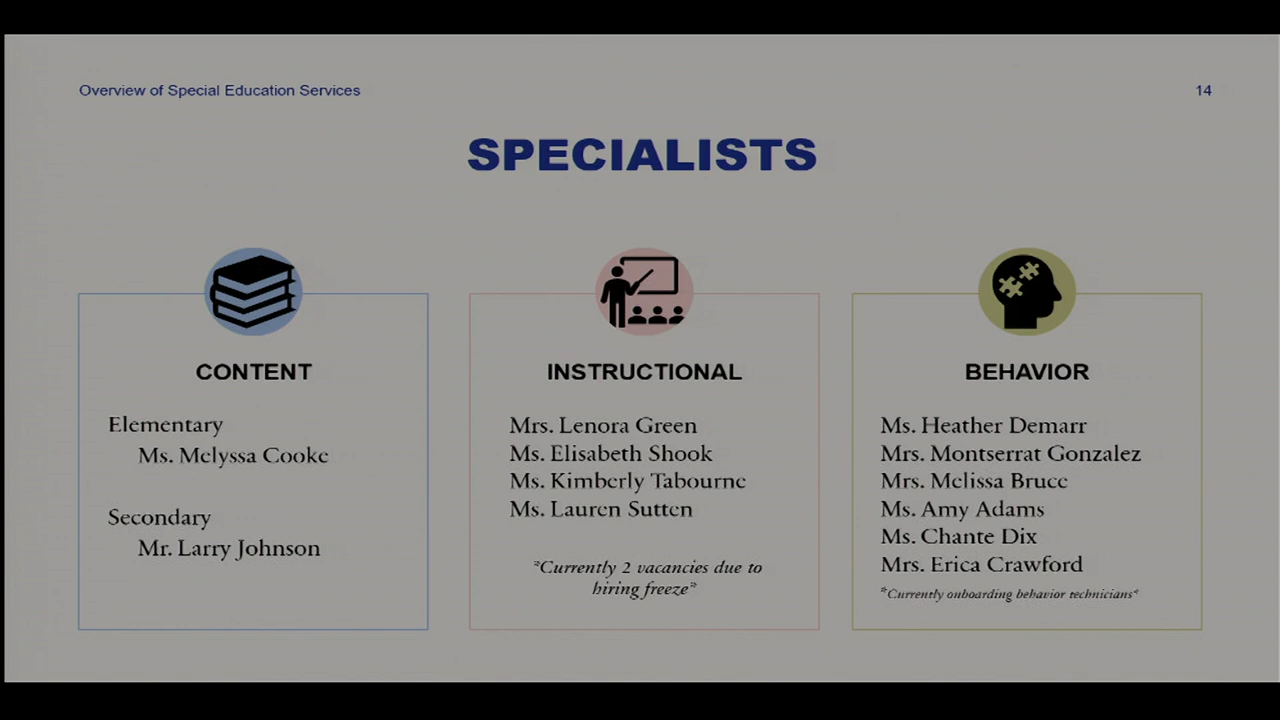 Overview of Special Education Services
14
SPECIALISTS
CONTENT
Elementary
Ms. Melyssa Cooke
Secondary
Mr. Larry Johnson
INSTRUCTIONAL
Mrs. Lenora Green
Ms. Elisabeth Shook
Ms. Kimberly Tabourne
Ms. Lauren Sutten
*Currently 2 vacancies due to
hiring freeze*
BEHAVIOR
Ms. Heather Demarr
Mrs. Montserrat Gonzalez
Mrs. Melissa Bruce
Ms. Amy Adams
Ms. Chante Dix
Mrs. Erica Crawford
*Currently onboarding behavior technicians*